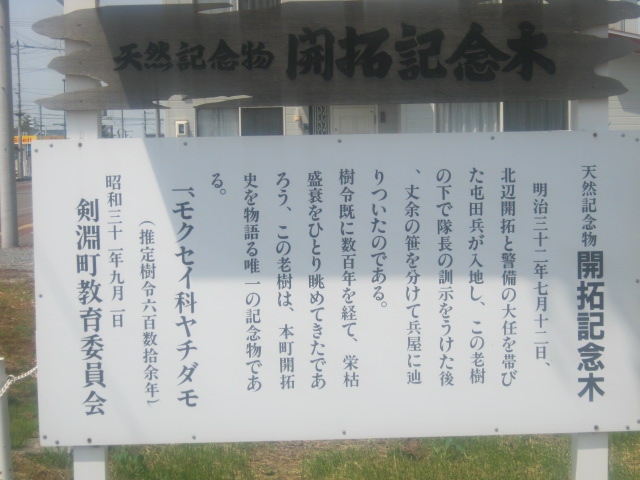 天然記念物 開拓記念木
天然記念物 開拓記念木
明治三十二年七月十二日、
北辺開拓と警備の大任を帯び
た屯田兵が入地し、この老樹
の下で隊長の訓示をうけた後
、丈余の笹を分けて兵屋に辿
りついたのである。
樹令既に数百年を経て、栄枯
盛衰をひとり眺めてきたであ
ろう、この老樹は、本町開拓
史を物語る唯一の記念物であ
る。
一、モクセイ科ヤチダモ
（推定樹令六百数拾余年）
昭和三十一年九月一日
剣淵町教育委員会